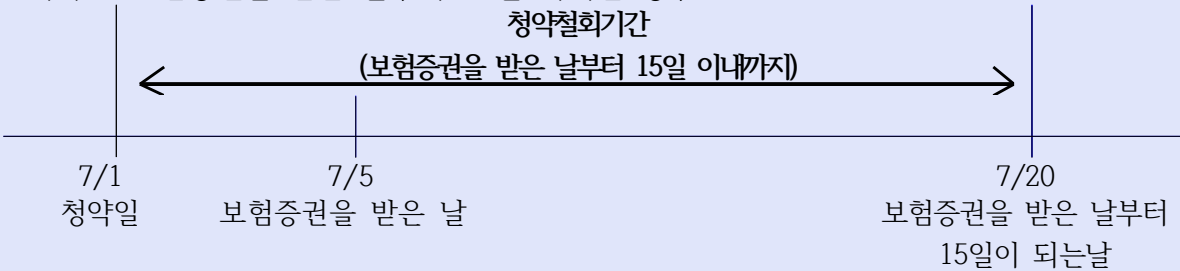 청약철회기간
(보험증권을 받은 날부터 15일 이내까지)
7/1
청약일
7/5
보험증권을 받은 날
7/20
보험증권을 받은 날부터
15일이 되는날